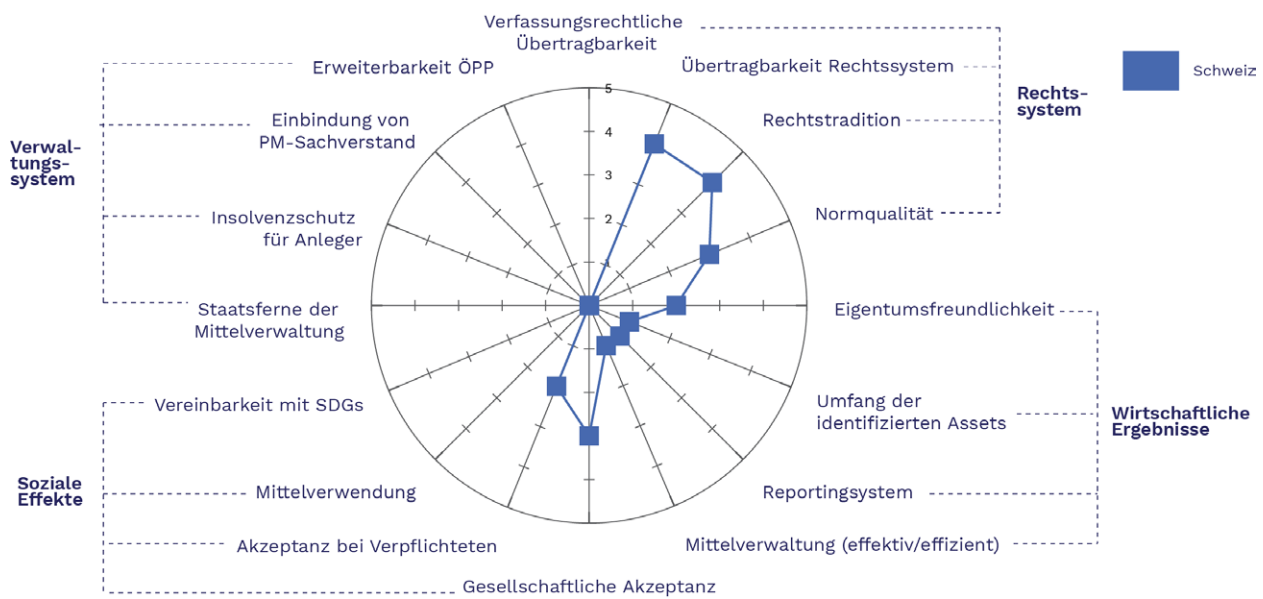 Verfassungsrechtliche
Übertragbarkeit
Erweiterbarkeit ÖPP
Übertragbarkeit Rechtssystem
Schweiz
Rechts-
system
Einbindung von
PM-Sachverstand
Rechtstradition
Verwal-
tungs-
system
Insolvenzschutz
für Anleger
Normqualität
5
4
3
2
1
Staatsferne der
Mittelverwaltung
Eigentumsfreundlichkeit
Vereinbarkeit mit SDGs
Umfang der
identifizierten Assets
Wirtschaftliche
Ergebnisse
Soziale
Effekte
Mittelverwendung
Reportingsystem
Akzeptanz bei Verpflichteten
Mittelverwaltung (effektiv/effizient)
Gesellschaftliche Akzeptanz